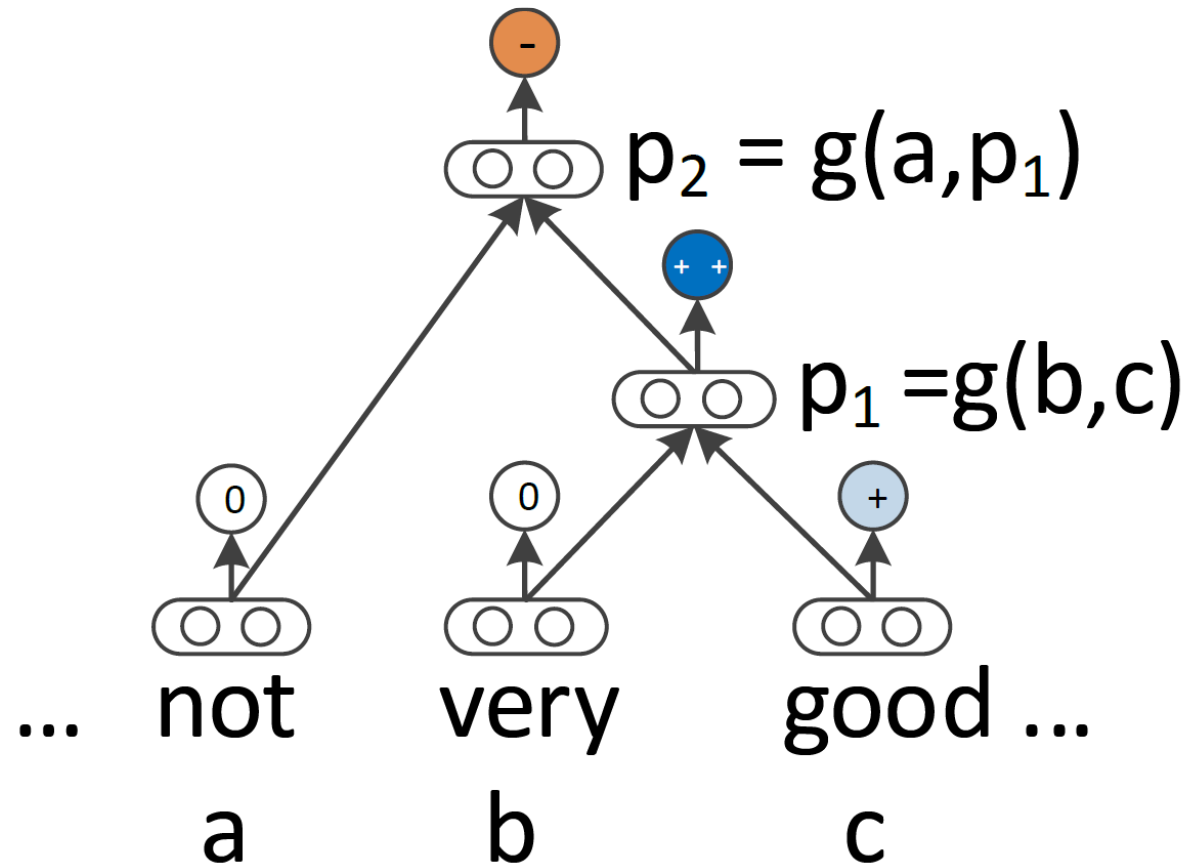 -
p₂ = g(a,p₁)
+ +
p₁ =g(b,c)
0 0 +
... not very good ...
a b c